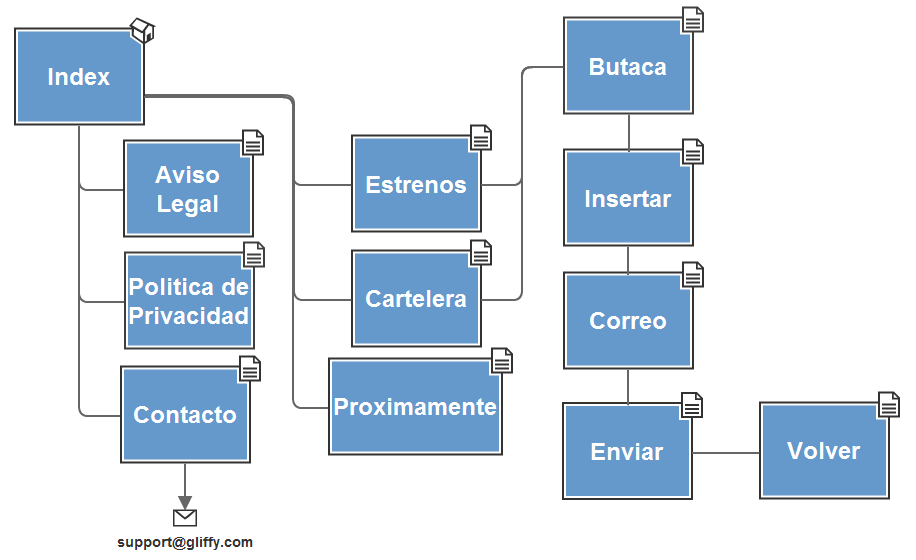 Index
Aviso
Legal
Politica de
Privacidad
Contacto
support@gliffy.com
Estrenos
Cartelera
Proximamente
Butaca
Insertar
Correo
Enviar
Volver